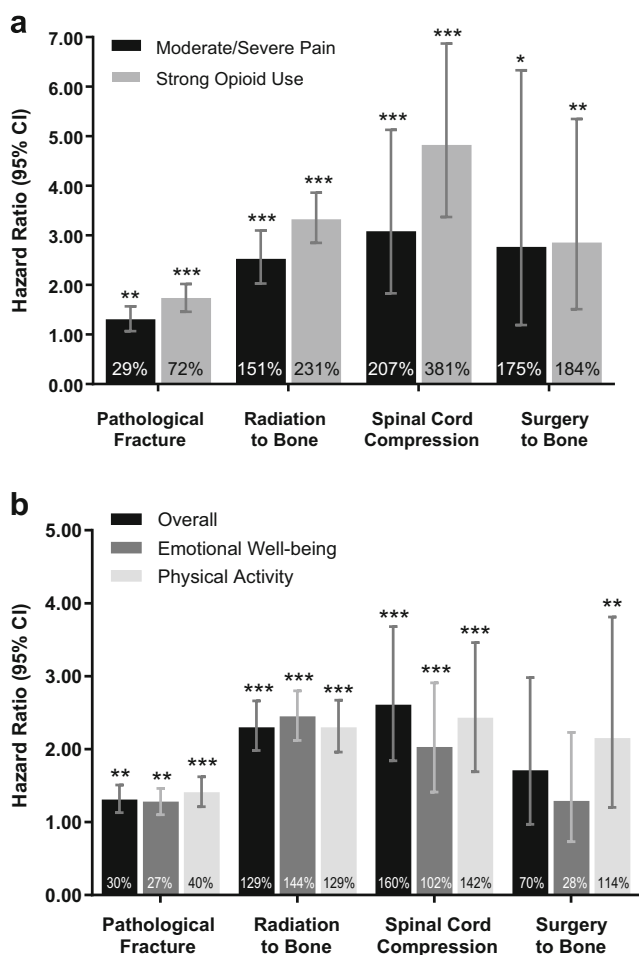 a
Hazard Ratio (95% CI)
7.00
6.00
5.00
4.00
3.00
2.00
1.00
0.00
Moderate/Severe Pain
Strong Opioid Use
** *** *** *** *** *** * **
29% 72% 151% 231% 207% 381% 175% 184%
Pathological Radiation Spinal Cord Surgery
Fracture to Bone Compression to Bone
b
Hazard Ratio (95% CI)
5.00
4.00
3.00
2.00
1.00
0.00
Overall
Emotional Well-being
Physical Activity
** ** *** *** *** *** *** *** *** **
30% 27% 40% 129% 144% 129% 160% 102% 142% 70% 28% 114%
Pathological Radiation Spinal Cord Surgery
Fracture to Bone Compression to Bone